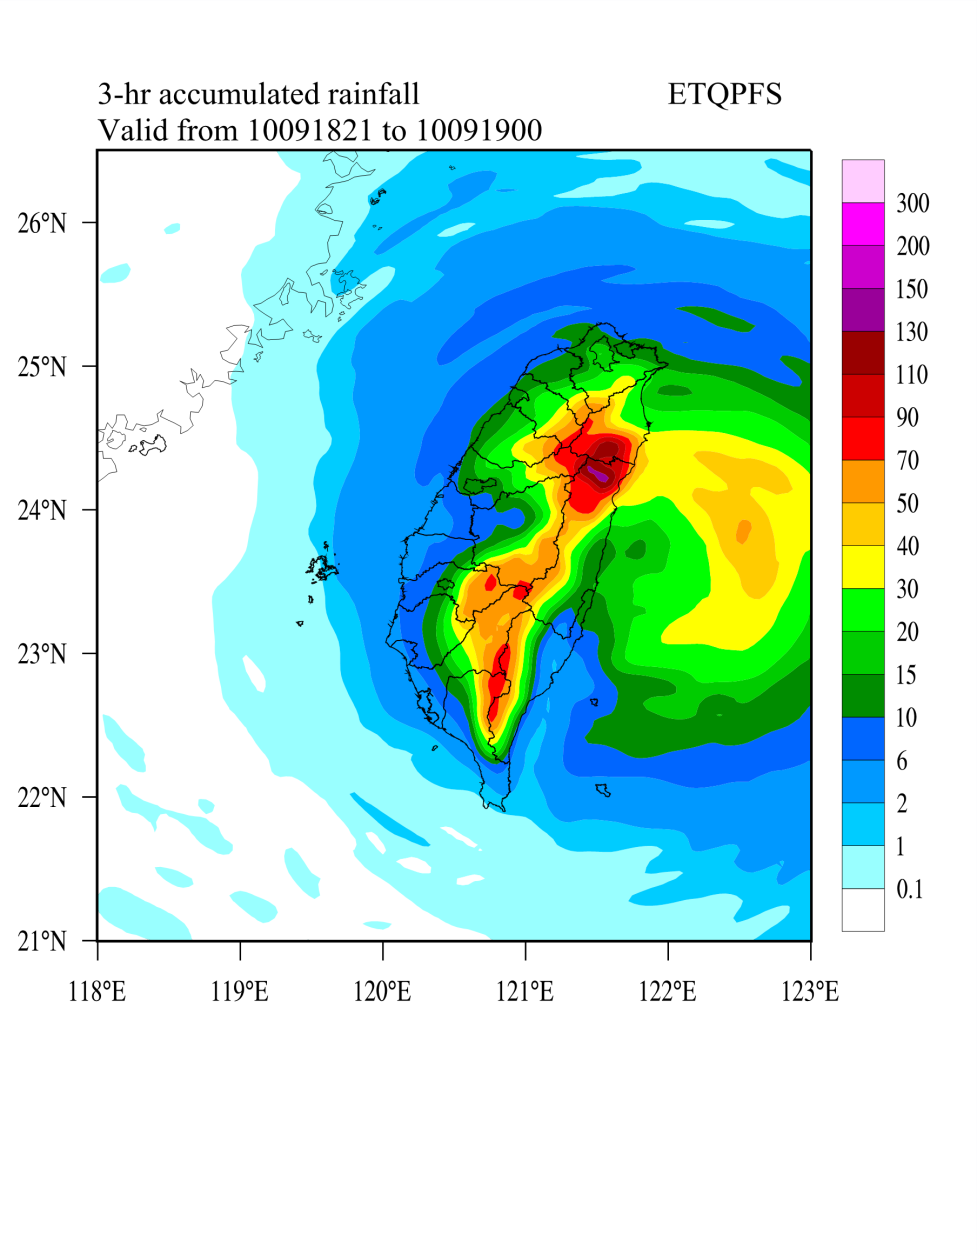 3-hr accumulated rainfall ETQPFS
Valid from 10091821 to 10091900
26°N
25°N
24°N
23°N
22°N
21°N
118°E 119°E 120°E 121°E 122°E 123°E
300
200
150
130
110
90
70
50
40
30
20
15
10
6
2
1
0.1